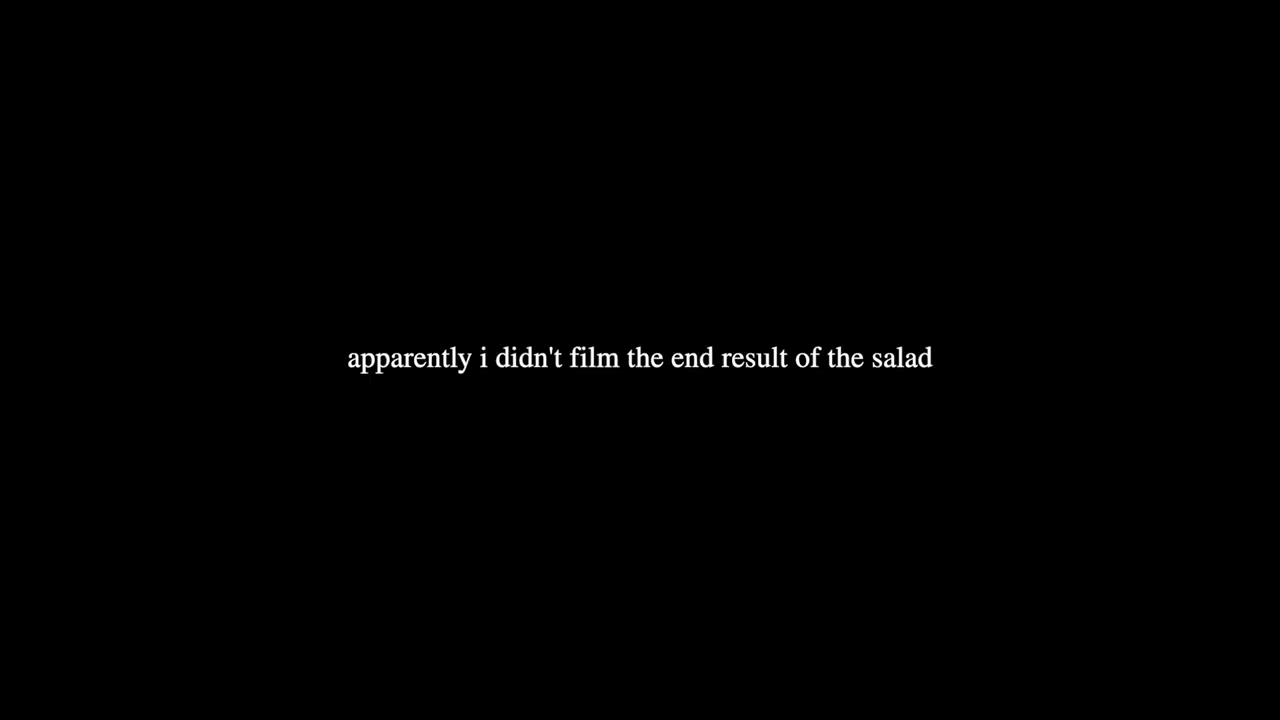 apparently i didn't film the end result of the salad